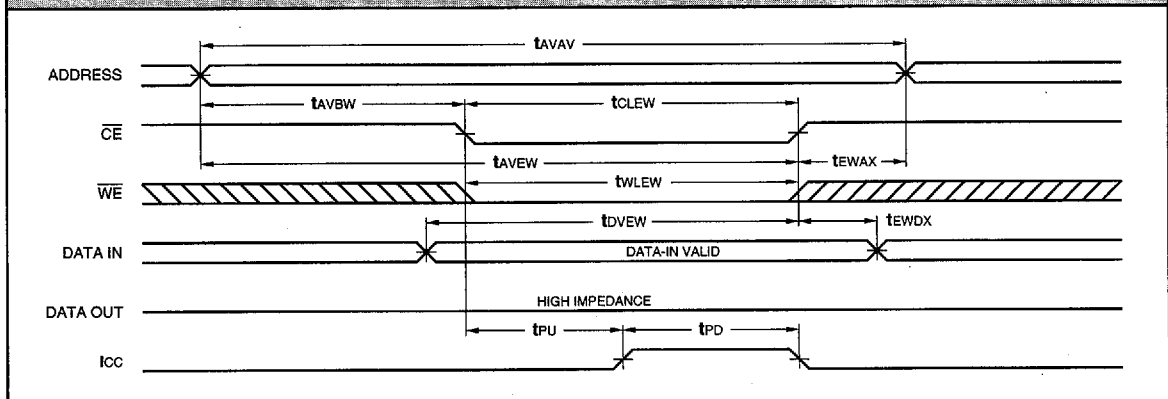 tAVAV
ADDRESS
tAVBW
tCLEW
CE
tAVEW
tEWAX
WE
tWLEW
tDVEW
tEWDX
DATA IN
DATA-IN VALID
DATA OUT
HIGH IMPEDANCE
tPU
tPD
ICC